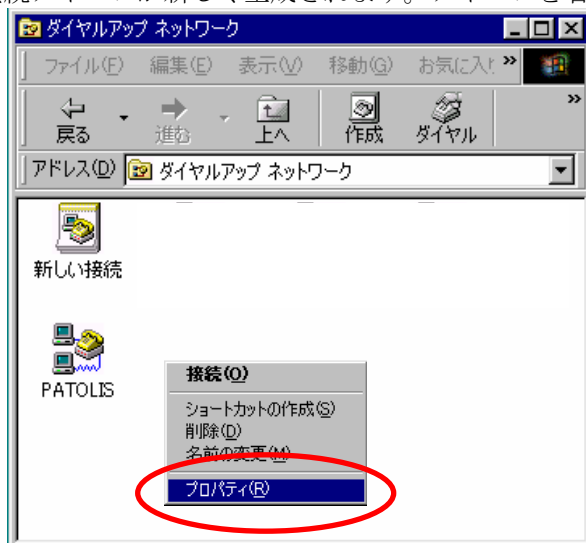 ダイヤルアップ ネットワーク
ファイル(F) 編集(E) 表示(V) 移動(G) お気に入 »
戻る 進む 上へ 作成 ダイヤル »
アドレス(D) ダイヤルアップ ネットワーク
新しい接続
PATOLIS
接続(O)
ショートカットの作成(S)
削除(D)
名前の変更(M)
プロパティ(R)